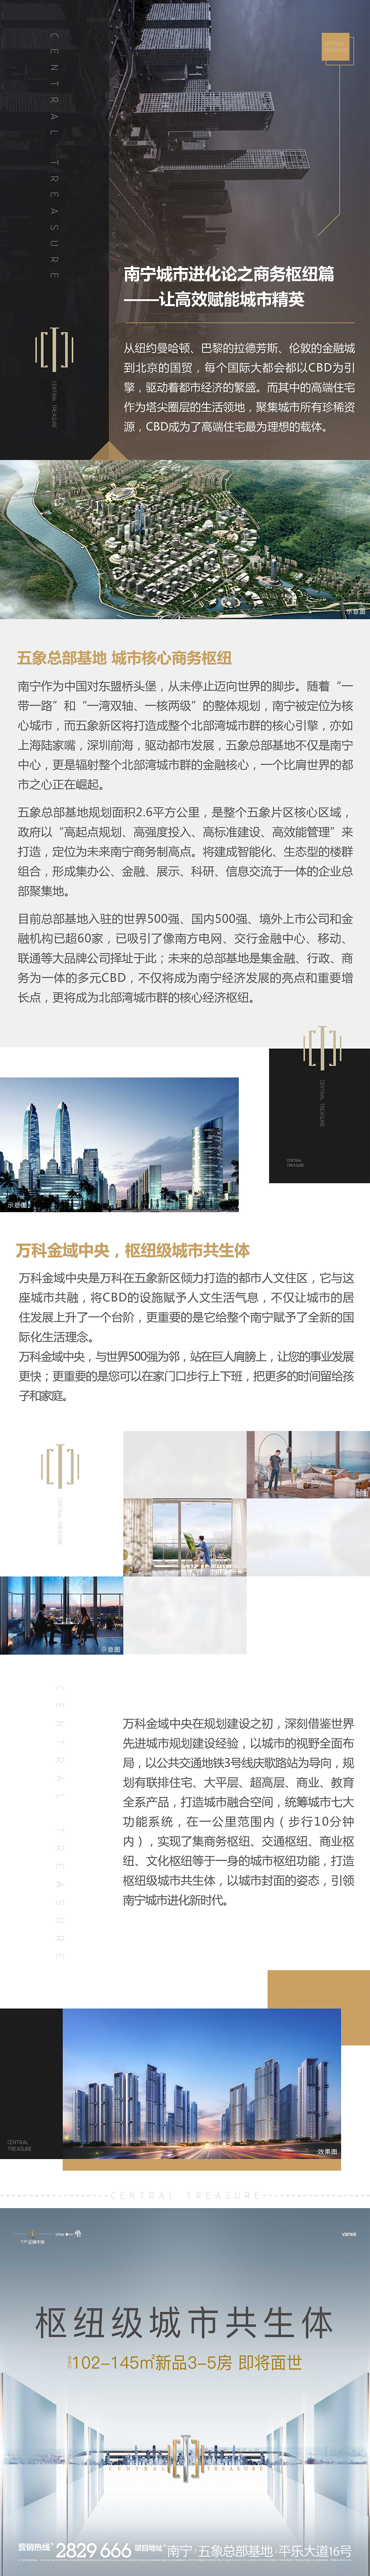 CENTRAL TREASURE
CENTRAL
TREASURE
南宁城市进化论之商务枢纽篇
——让高效赋能城市精英
CENTRAL TREASURE
从纽约曼哈顿、巴黎的拉德芳斯、伦敦的金融城
到北京的国贸，每个国际大都会都以CBD为引
擎，驱动着都市经济的繁盛。而其中的高端住宅
作为塔尖圈层的生活领地，聚集城市所有珍稀资
源，CBD成为了高端住宅最为理想的载体。
示意图
五象总部基地 城市核心商务枢纽
南宁作为中国对东盟桥头堡，从未停止迈向世界的脚步。随着“一
带一路”和“一湾双轴、一核两级”的整体规划，南宁被定位为核
心城市，而五象新区将打造成整个北部湾城市群的核心引擎，亦如
上海陆家嘴，深圳前海，驱动都市发展，五象总部基地不仅是南宁
中心，更是辐射整个北部湾城市群的金融核心，一个比肩世界的都
市之心正在崛起。
五象总部基地规划面积2.6平方公里，是整个五象片区核心区域，
政府以“高起点规划、高强度投入、高标准建设、高效能管理”来
打造，定位为未来南宁商务制高点。将建成智能化、生态型的楼群
组合，形成集办公、金融、展示、科研、信息交流于一体的企业总
部聚集地。
目前总部基地入驻的世界500强、国内500强、境外上市公司和金
融机构已超60家，已吸引了像南方电网、交行金融中心、移动、
联通等大品牌公司择址于此；未来的总部基地是集金融、行政、商
务为一体的多元CBD，不仅将成为南宁经济发展的亮点和重要增
长点，更将成为北部湾城市群的核心经济枢纽。
CENTRAL TREASURE
CENTRAL
TREASURE
示意图
万科金域中央，枢纽级城市共生体
万科金域中央是万科在五象新区倾力打造的都市人文住区，它与这
座城市共融，将CBD的设施赋予人文生活气息，不仅让城市的居
住发展上升了一个台阶，更重要的是它给整个南宁赋予了全新的国
际化生活理念。
万科金域中央，与世界500强为邻，站在巨人肩膀上，让您的事业发展
更快；更重要的是您可以在家门口步行上下班，把更多的时间留给孩
子和家庭。
CENTRAL TREASURE
示意图
示意图
示意图
CENTRAL TREASURE
万科金域中央在规划建设之初，深刻借鉴世界
先进城市规划建设经验，以城市的视野全面布
局，以公共交通地铁3号线庆歌路站为导向，规
划有联排住宅、大平层、超高层、商业、教育
全系产品，打造城市融合空间，统筹城市七大
功能系统，在一公里范围内（步行10分钟
内），实现了集商务枢纽、交通枢纽、商业枢
纽、文化枢纽等于一身的城市枢纽功能，打造
枢纽级城市共生体，以城市封面的姿态，引领
南宁城市进化新时代。
CENTRAL
TREASURE
效果图
CENTRAL TREASURE
vanke
枢纽级城市共生体
102-145㎡新品3-5房 即将面世
CENTRAL TREASURE
营销热线 2829 666 项目地址 南宁·五象总部基地·平乐大道16号